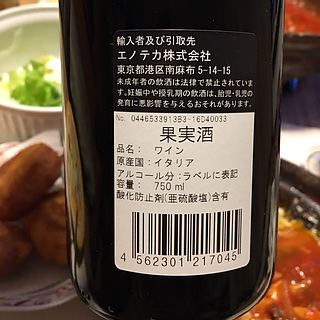 輸入者及び引取先
エノテカ株式会社
東京都港区南麻布 5-14-15
未成年者の飲酒は法律で禁止されています。
妊娠中や授乳期の飲酒は、胎児・乳児の
発育に悪影響を与えるおそれがあります。
No. 0446533913B3-16D40033
果実酒
品名： ワイン
原産国：イタリア
アルコール分：ラベルに表記
容量： 750 ml
酸化防止剤(亜硫酸塩)含有
4 562301 217045